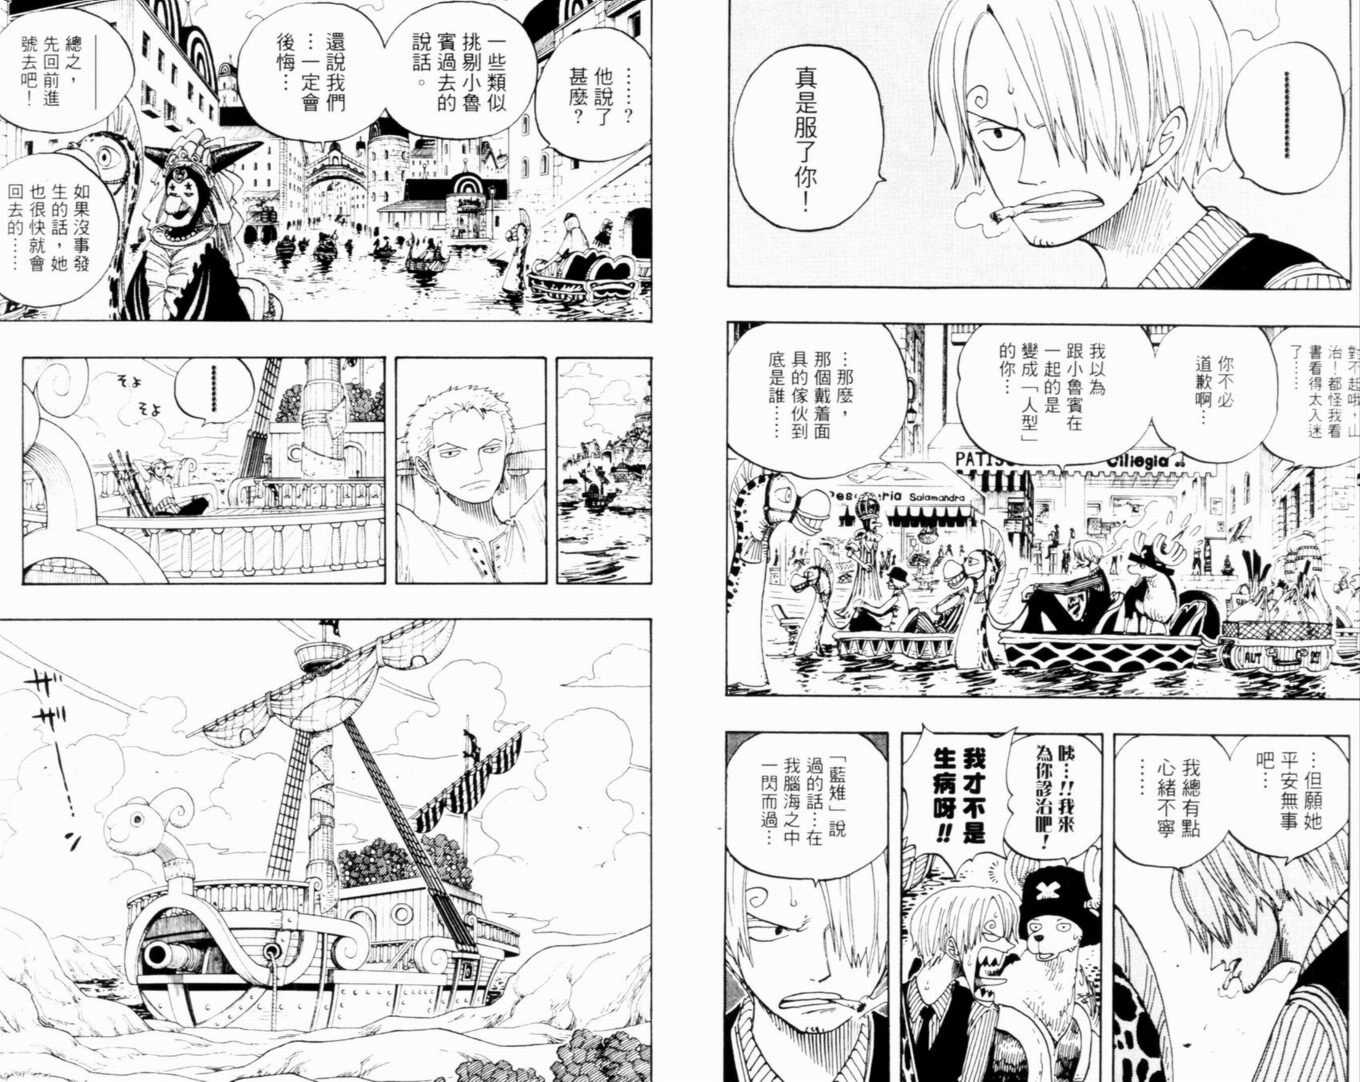 ………………
真是服了你！
對不起哦，山
治！都怪我看
書看得太入迷
了……
你不必
道歉啊…
我以為
跟小魯賓在
一起的是
變成「人型」
的你…
…那麼，
那個戴着面
具的傢伙到
底是誰……
PATISS
Ciliegia
Pescheria Salamandra
…但願她
平安無事
吧…
我總有點
心緒不寧
……
咦…!!我來
為你診治吧！
我才不是
生病呀!!
「藍雉」說
過的話…在
我腦海之中
一閃而過…
……？
他說了
甚麼？
一些類似
挑剔小魯
賓過去的
說話。
還說我們
…一定會
後悔…
——
總之，
先回前進
號去吧！
如果沒事發
生的話，她
也很快就會
回去的……
…………
そよ
そよ
ザザーン…